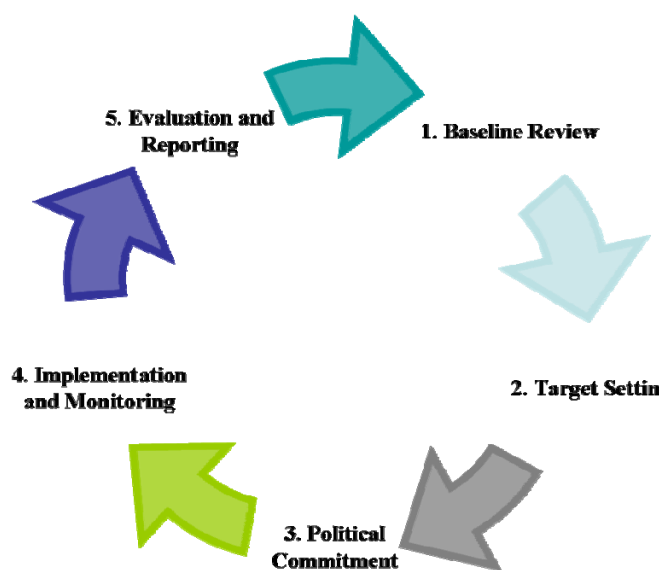 1. Baseline Review
2. Target Settin
3. Political
Commitment
4. Implementation
and Monitoring
5. Evaluation and
Reporting